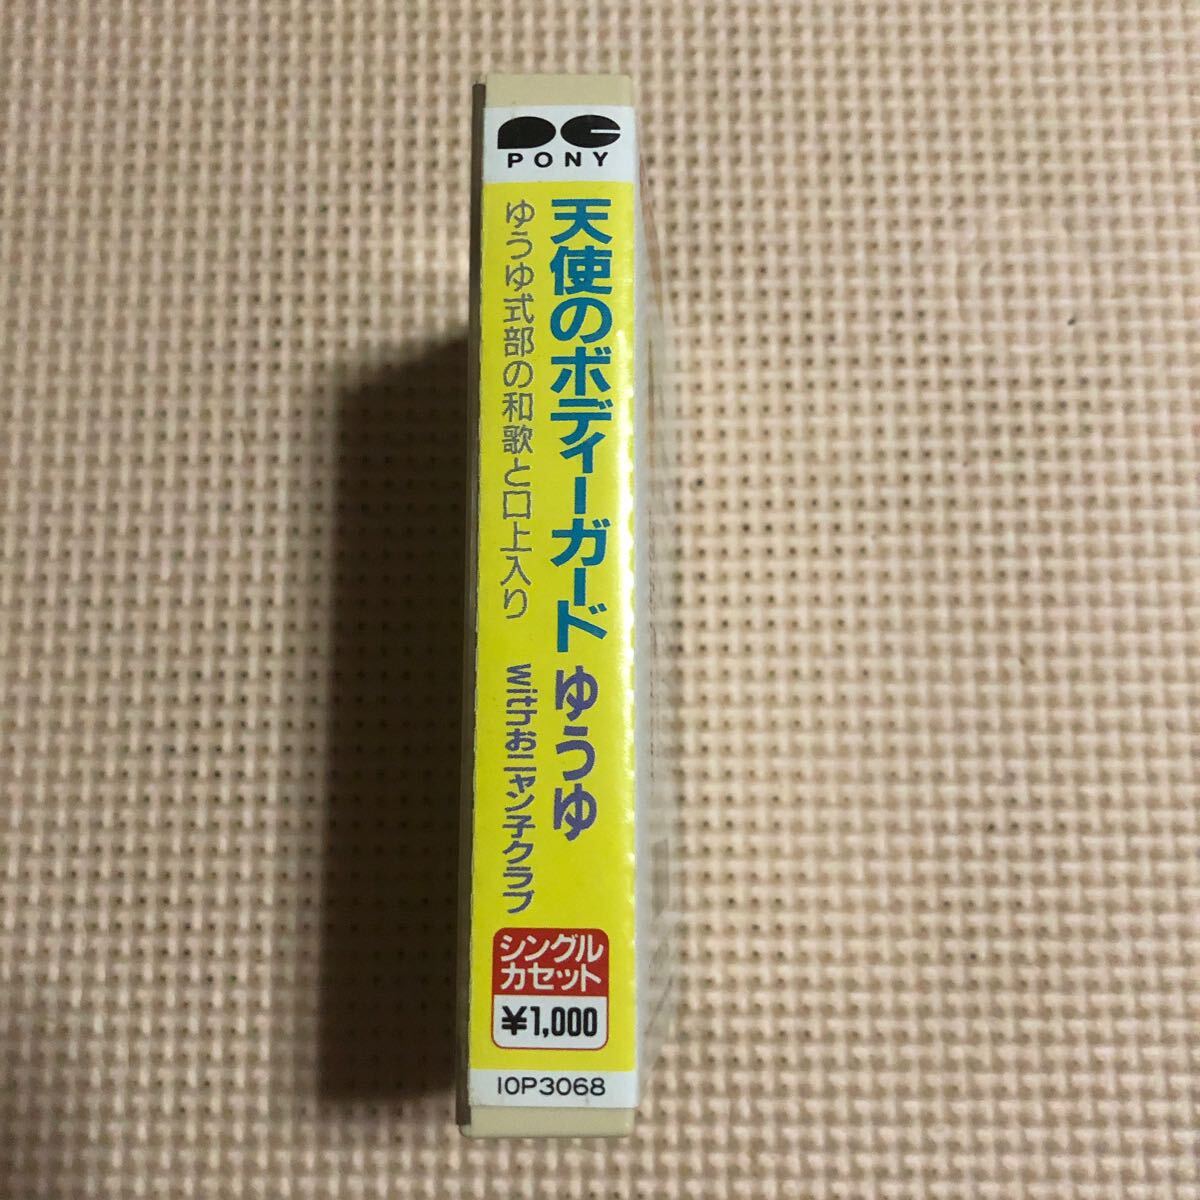 PC
PONY
天使のボディーガード ゆうゆ
ゆうゆ式部の和歌と口上入り withおニャン子クラブ
シングル
カセット
¥1,000
10P3068